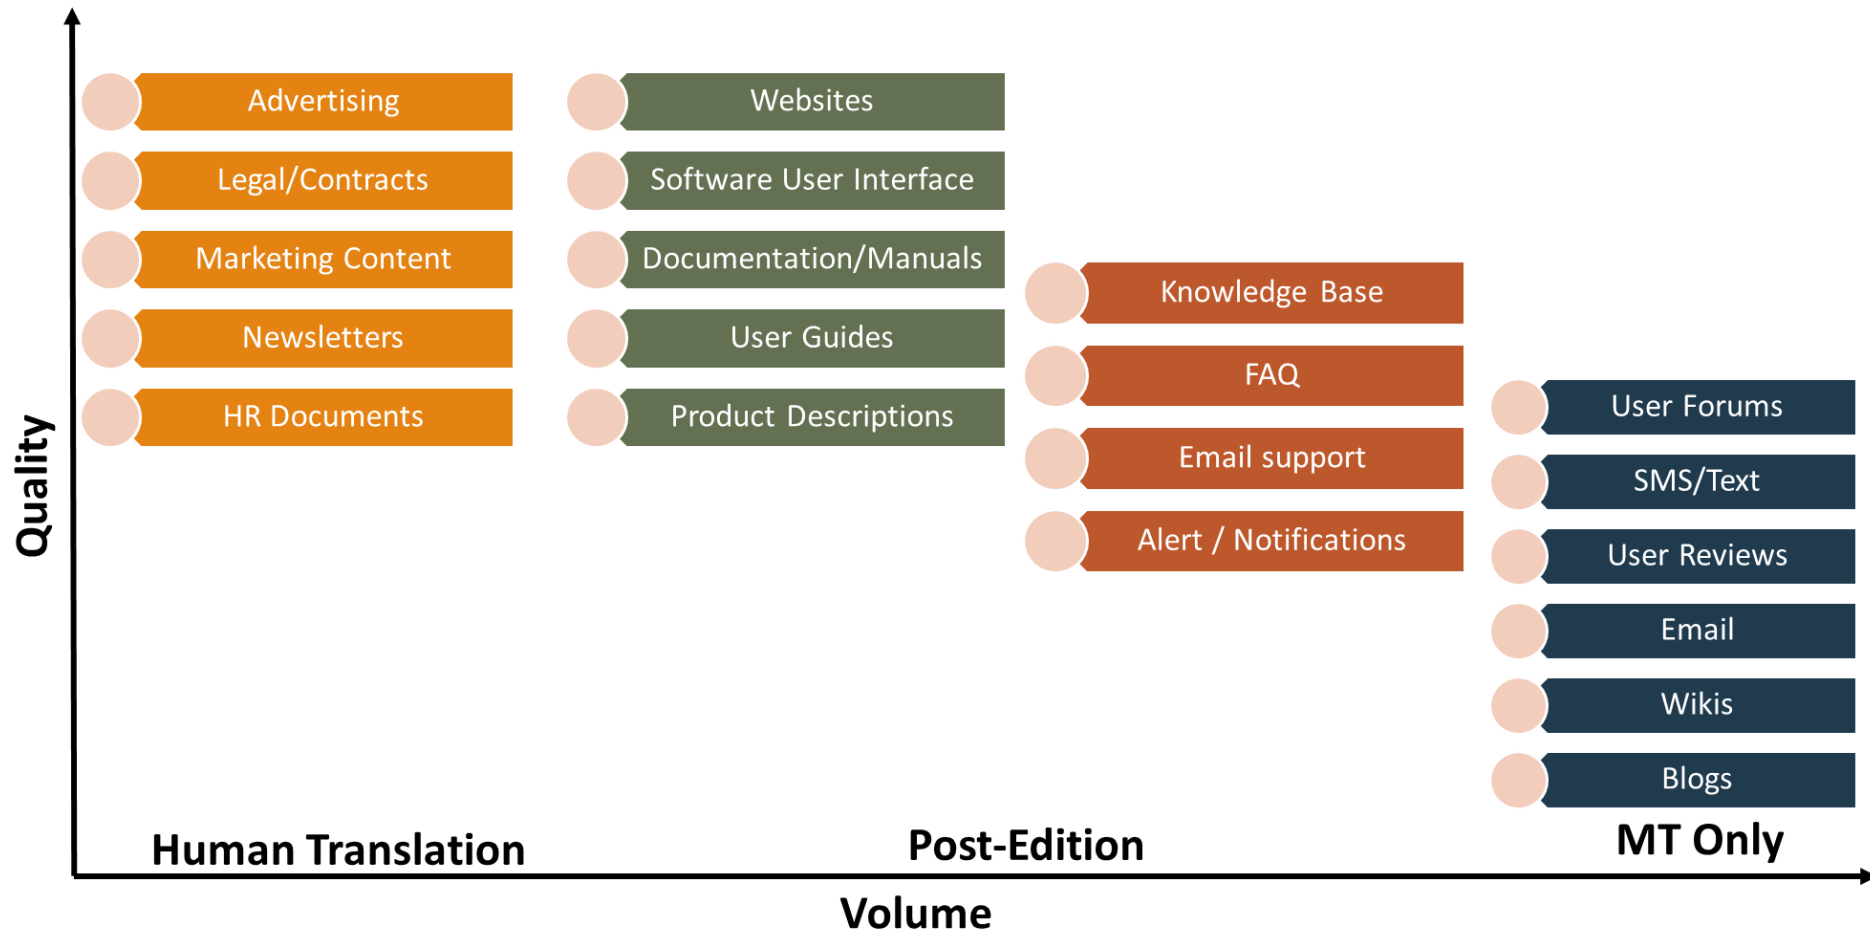 Quality
Advertising
Legal/Contracts
Marketing Content
Newsletters
HR Documents
Websites
Software User Interface
Documentation/Manuals
User Guides
Product Descriptions
Knowledge Base
FAQ
Email support
Alert / Notifications
User Forums
SMS/Text
User Reviews
Email
Wikis
Blogs
Human Translation
Post-Edition
MT Only
Volume